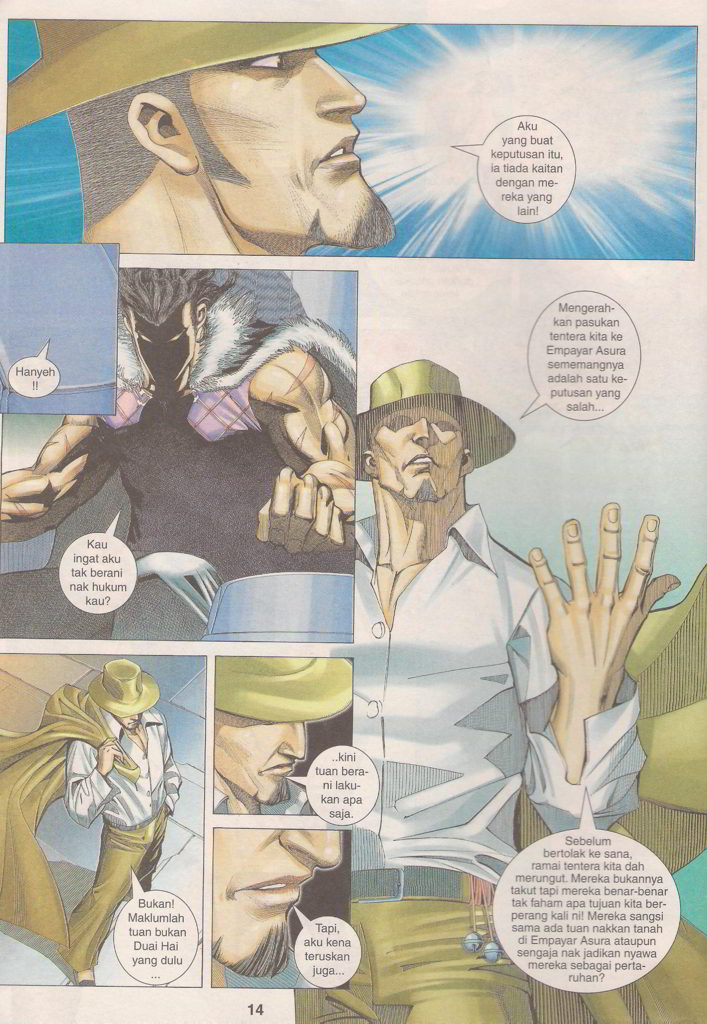 Aku
yang buat
keputusan itu,
ia tiada kaitan
dengan me-
reka yang
lain!
Mengerah-
kan pasukan
tentera kita ke
Empayar Asura
sememangnya
adalah satu ke-
putusan yang
salah...
Hanyeh
!!
Kau
ingat aku
tak berani
nak hukum
kau?
Sebelum
bertolak ke sana,
ramai tentera kita dah
merungut. Mereka bukannya
takut tapi mereka benar-benar
tak faham apa tujuan kita ber-
perang kali ni! Mereka sangsi
sama ada tuan nakkan tanah
di Empayar Asura ataupun
sengaja nak jadikan nyawa
mereka sebagai perta-
ruhan?
Bukan!
Maklumlah
tuan bukan
Duai Hai
yang dulu
...
..kini
tuan bera-
ni laku-
kan apa
saja.
Tapi,
aku kena
teruskan
juga...
14